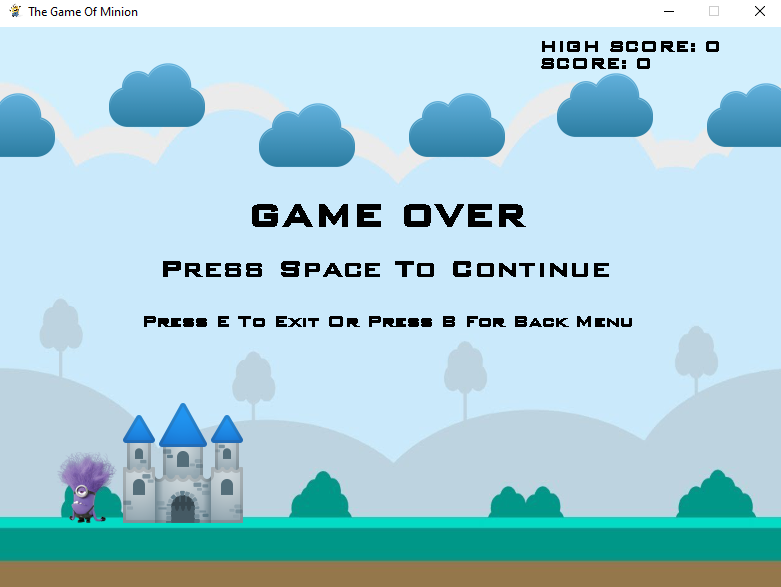 The Game Of Minion
HIGH SCORE: 0
SCORE: 0
GAME OVER
Press Space To Continue
Press E To Exit Or Press B For Back Menu